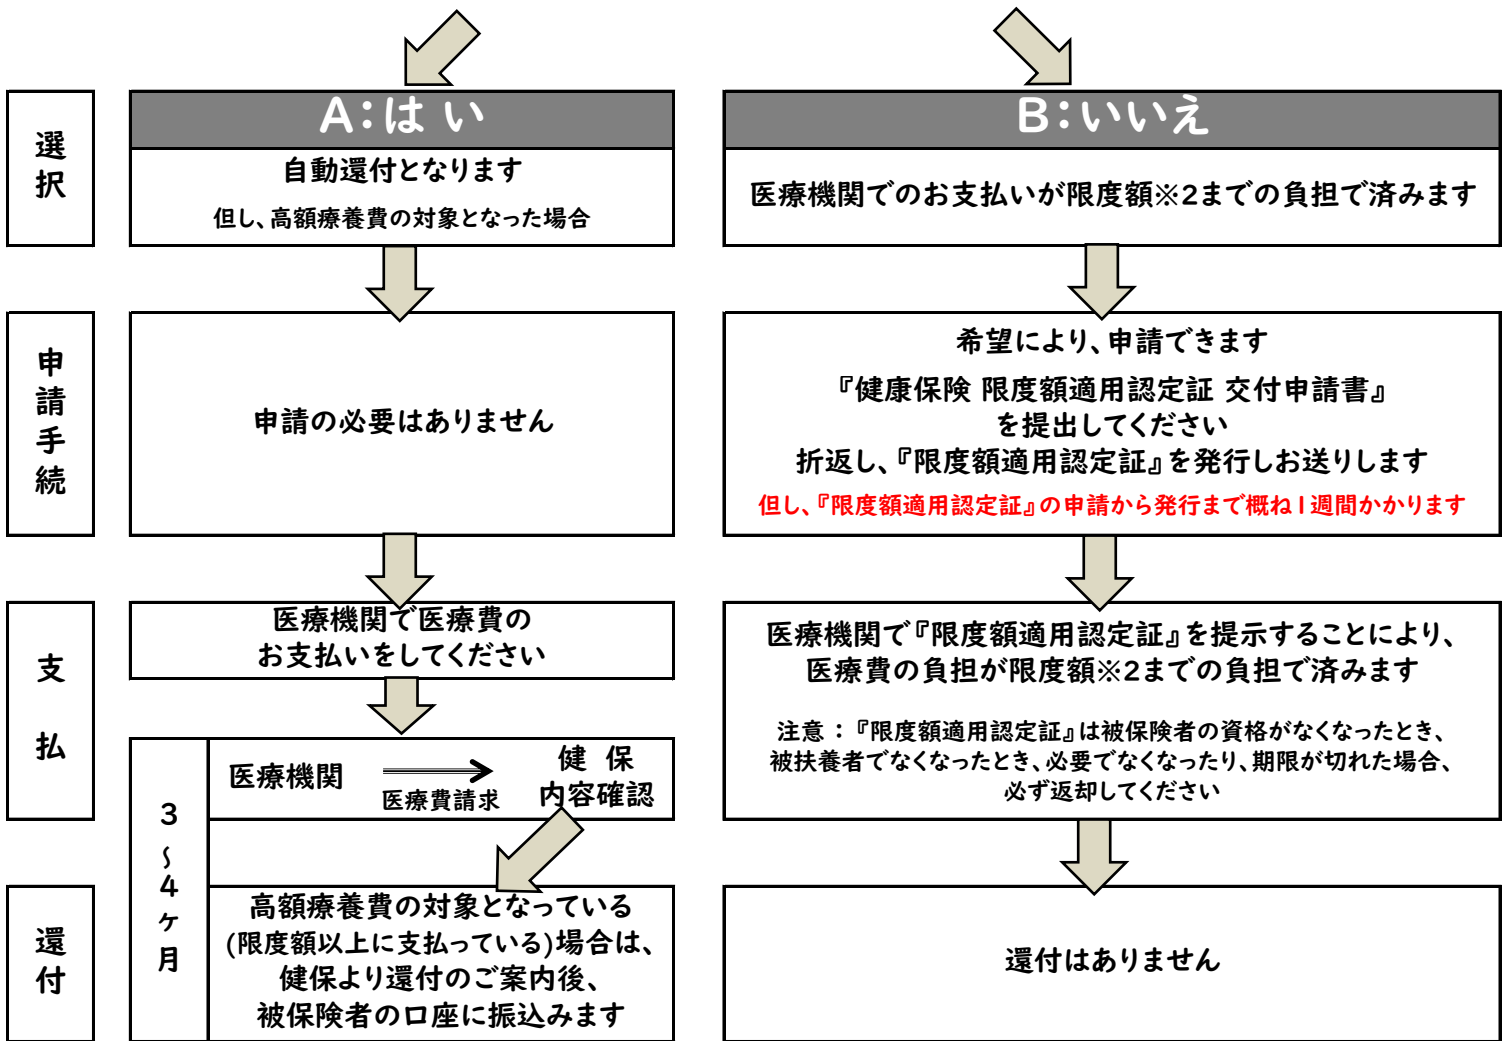 選択
A:はい
自動還付となります
但し、高額療養費の対象となった場合
B:いいえ
医療機関でのお支払いが限度額※2までの負担で済みます
申請手続
申請の必要はありません
希望により、申請できます
『健康保険 限度額適用認定証 交付申請書』
を提出してください
折返し、『限度額適用認定証』を発行しお送りします
但し、『限度額適用認定証』の申請から発行まで概ね1週間かかります
支払
医療機関で医療費の
お支払いをしてください
3~4ヶ月
医療機関
医療費請求
健 保
内容確認
医療機関で『限度額適用認定証』を提示することにより、
医療費の負担が限度額※2までの負担で済みます
注意：『限度額適用認定証』は被保険者の資格がなくなったとき、
被扶養者でなくなったとき、必要でなくなったり、期限が切れた場合、
必ず返却してください
還付
高額療養費の対象となっている
(限度額以上に支払っている)場合は、
健保より還付のご案内後、
被保険者の口座に振込みます
還付はありません